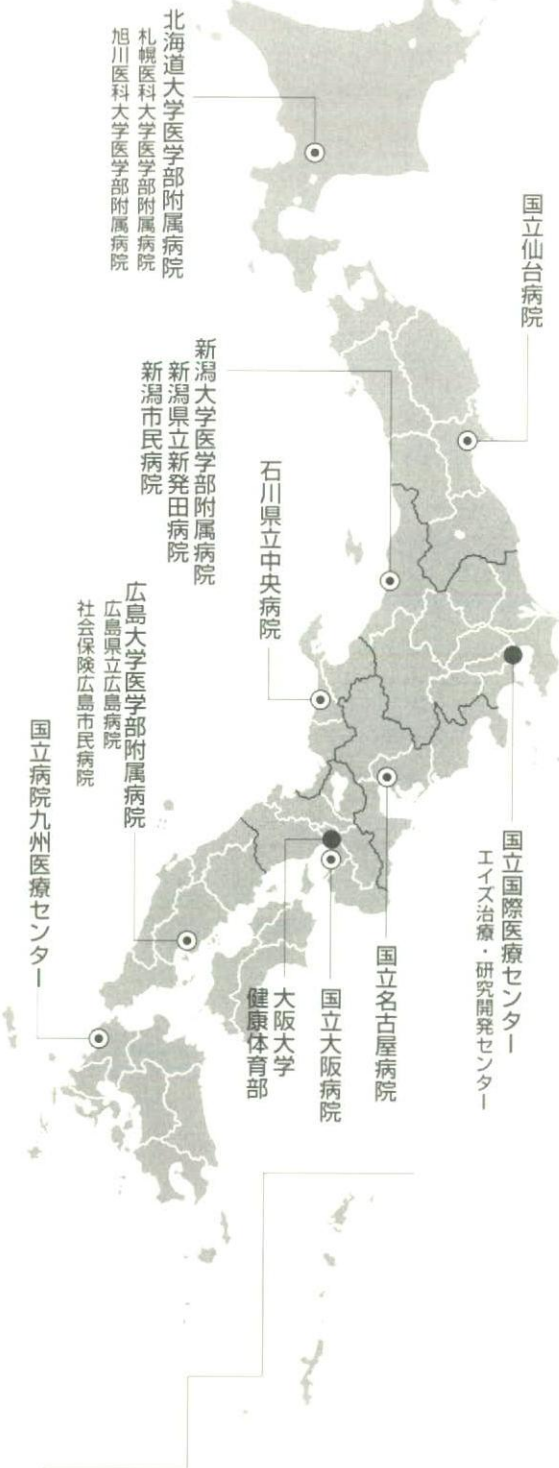 北海道大学医学部附属病院
札幌医科大学医学部附属病院
旭川医科大学医学部附属病院
国立仙台病院
新潟大学医学部附属病院
新潟県立新発田病院
新潟市民病院
石川県立中央病院
広島大学医学部附属病院
広島県立広島病院
社会保険広島市民病院
国立病院九州医療センター
国立国際医療センター
エイズ治療・研究開発センター
国立名古屋病院
国立大阪病院
大阪大学
健康体育部